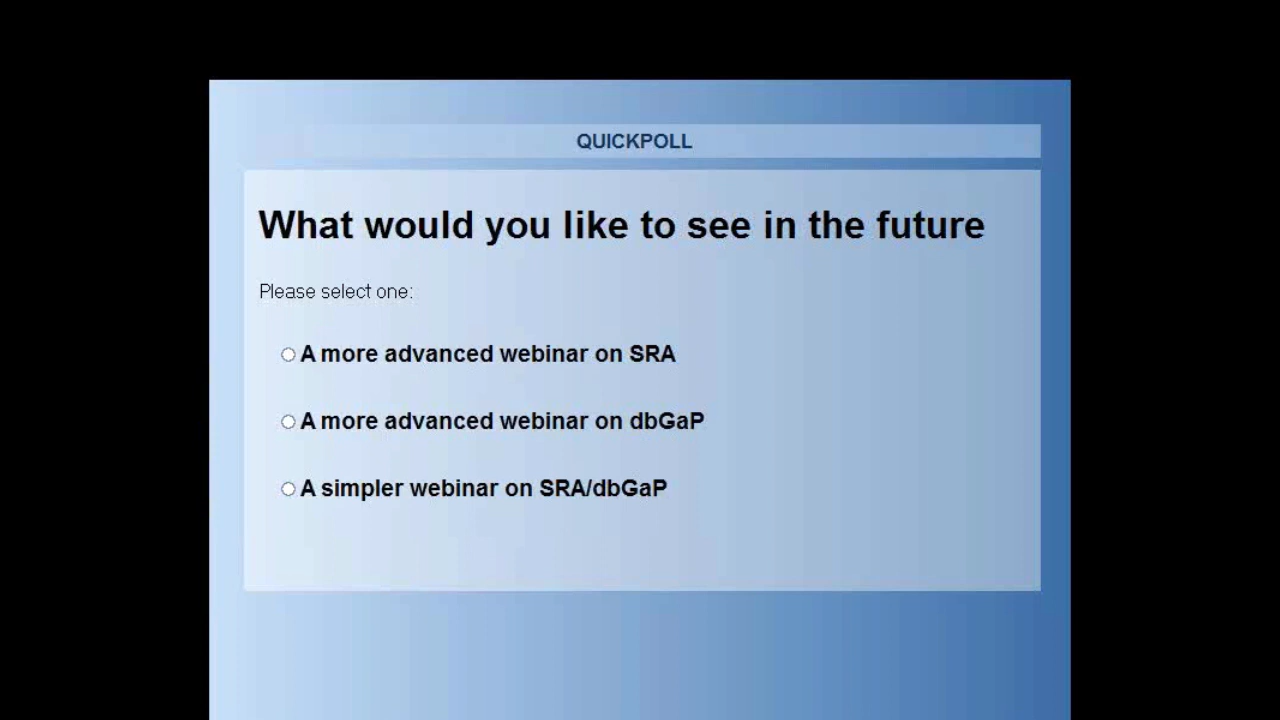 QUICKPOLL
What would you like to see in the future
Please select one:
A more advanced webinar on SRA
A more advanced webinar on dbGaP
A simpler webinar on SRA/dbGaP